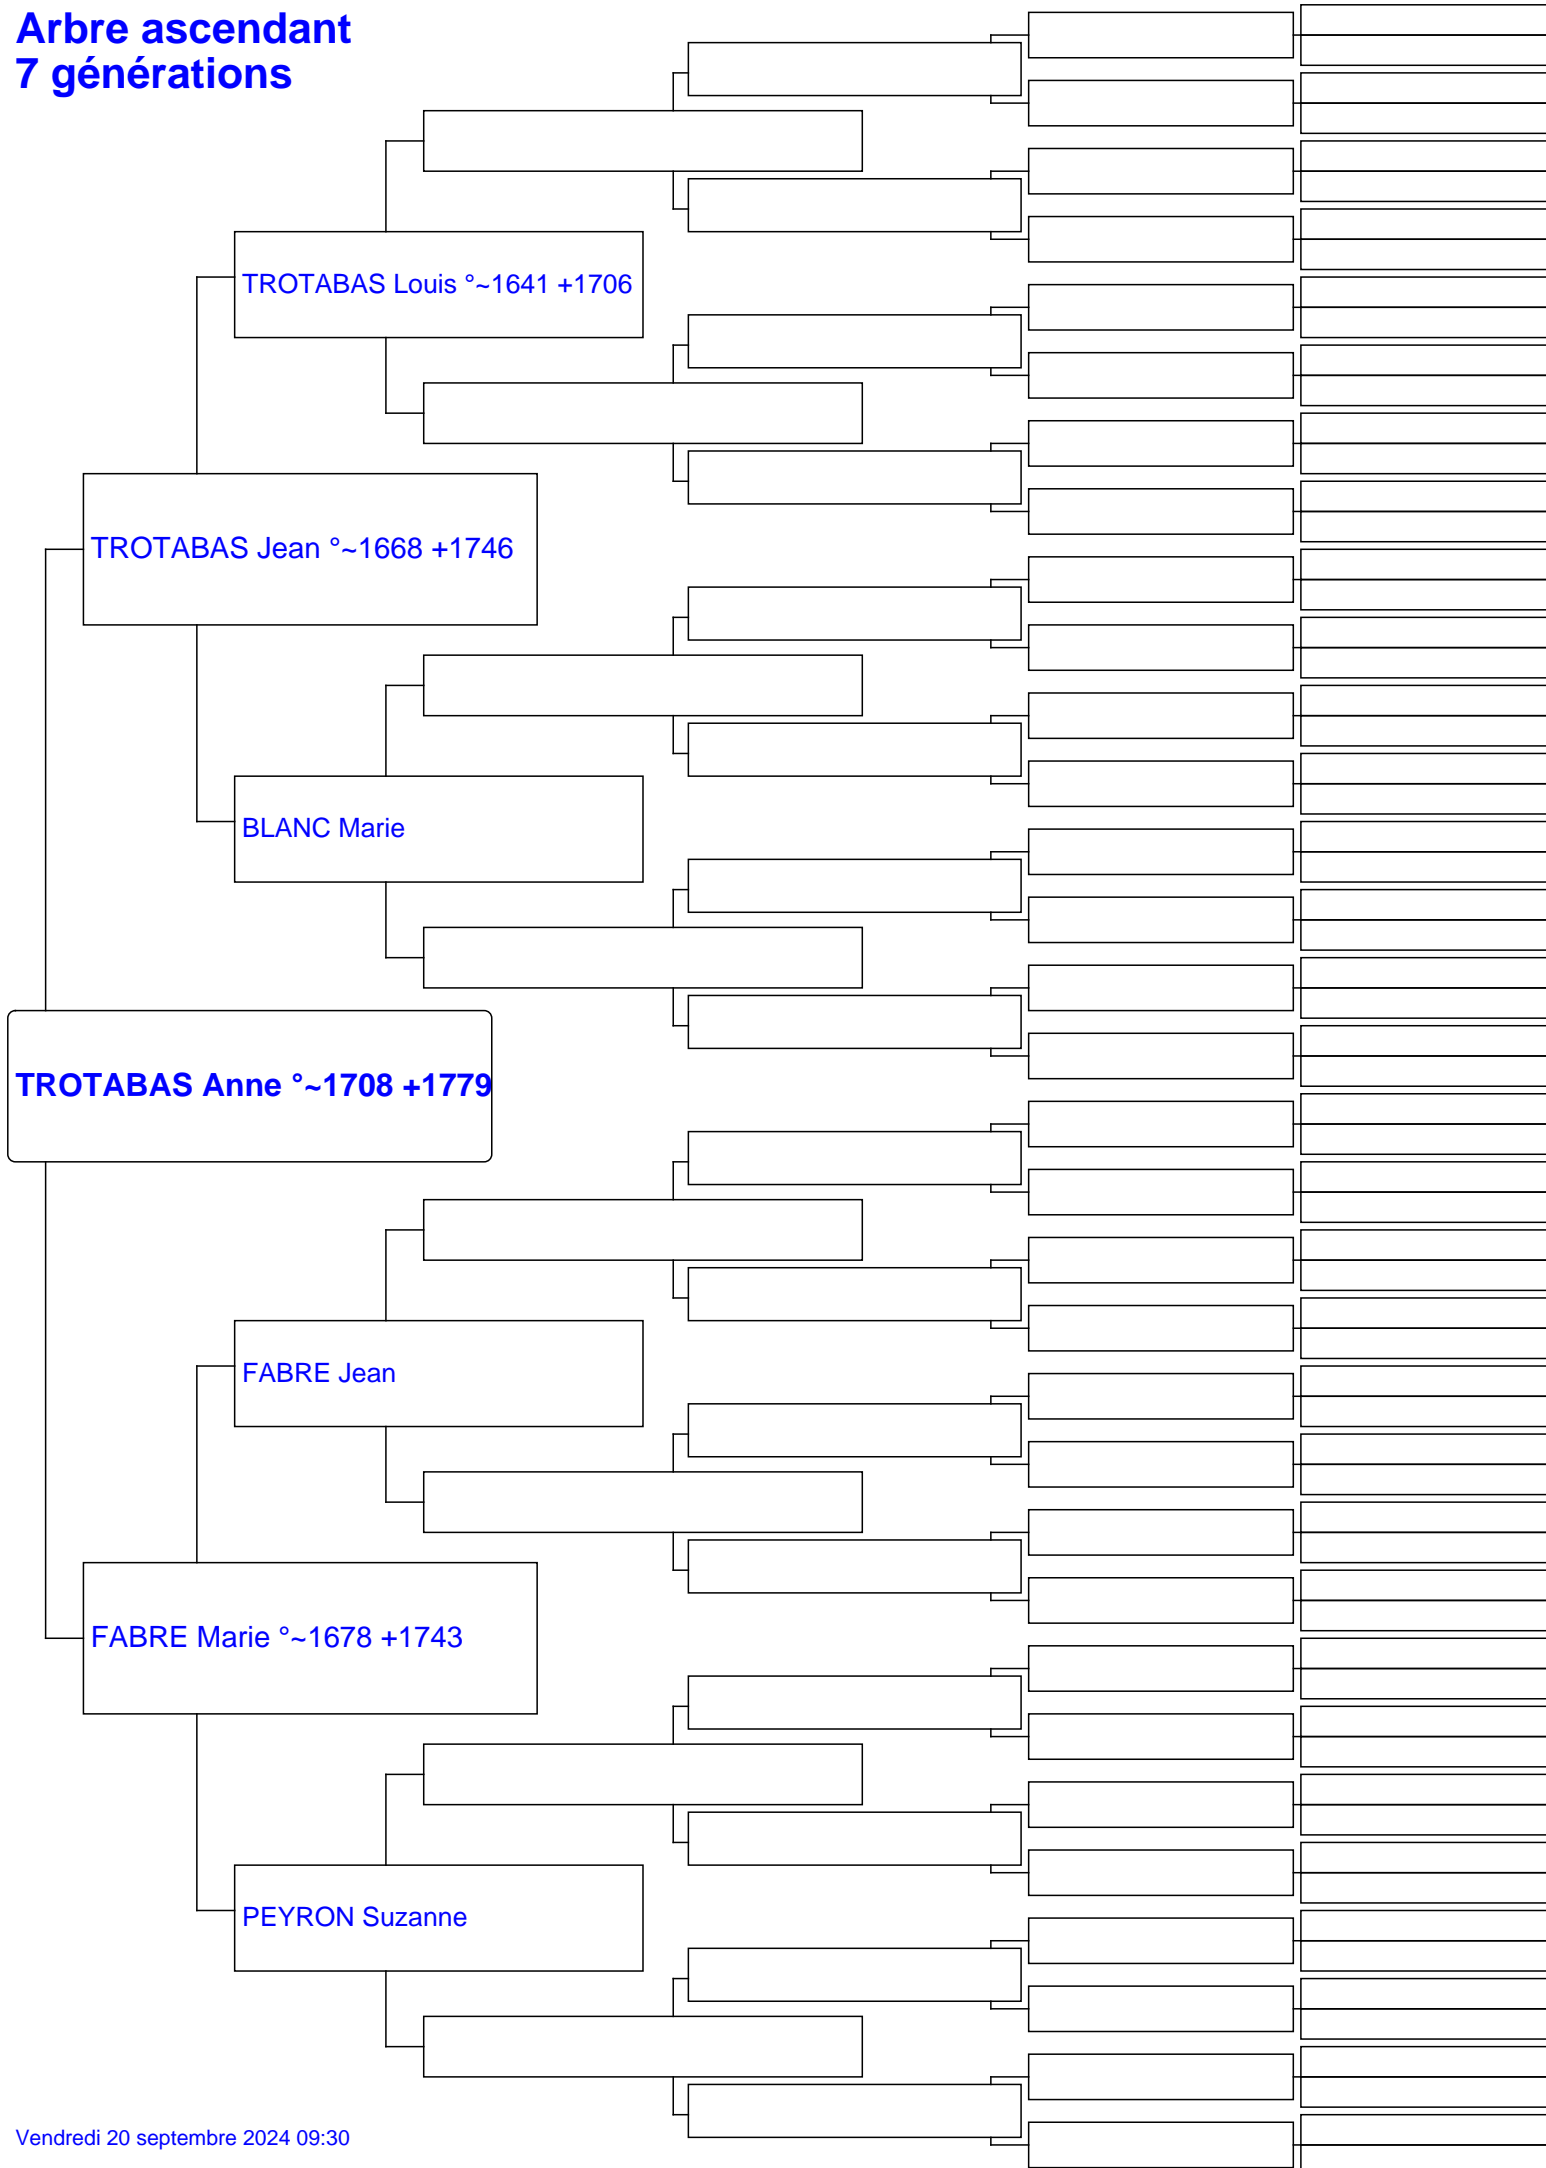 Arbre ascendant
7 générations
TROTABAS Louis °~1641 +1706
TROTABAS Jean °~1668 +1746
BLANC Marie
TROTABAS Anne °~1708 +1779
FABRE Jean
FABRE Marie °~1678 +1743
PEYRON Suzanne
Vendredi 20 septembre 2024 09:30